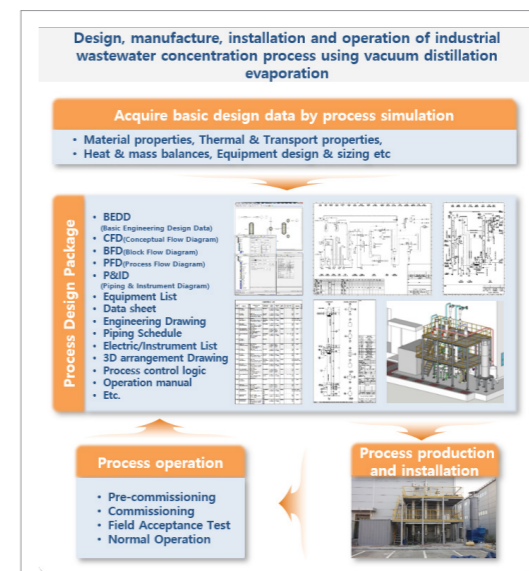 Design, manufacture, installation and operation of industrial
wastewater concentration process using vacuum distillation
evaporation
Acquire basic design data by process simulation
• Material properties, Thermal & Transport properties,
• Heat & mass balances, Equipment design & sizing etc
Process Design Package
• BEDD
(Basic Engineering Design Data)
• CFD(Conceptual Flow Diagram)
• BFD(Block Flow Diagram)
• PFD(Process Flow Diagram)
• P&ID
(Piping & Instrument Diagram)
• Equipment List
• Data sheet
• Engineering Drawing
• Piping Schedule
• Electric/Instrument List
• 3D arrangement Drawing
• Process control logic
• Operation manual
• Etc.
Process operation
• Pre-commissioning
• Commissioning
• Field Acceptance Test
• Normal Operation
Process production
and installation